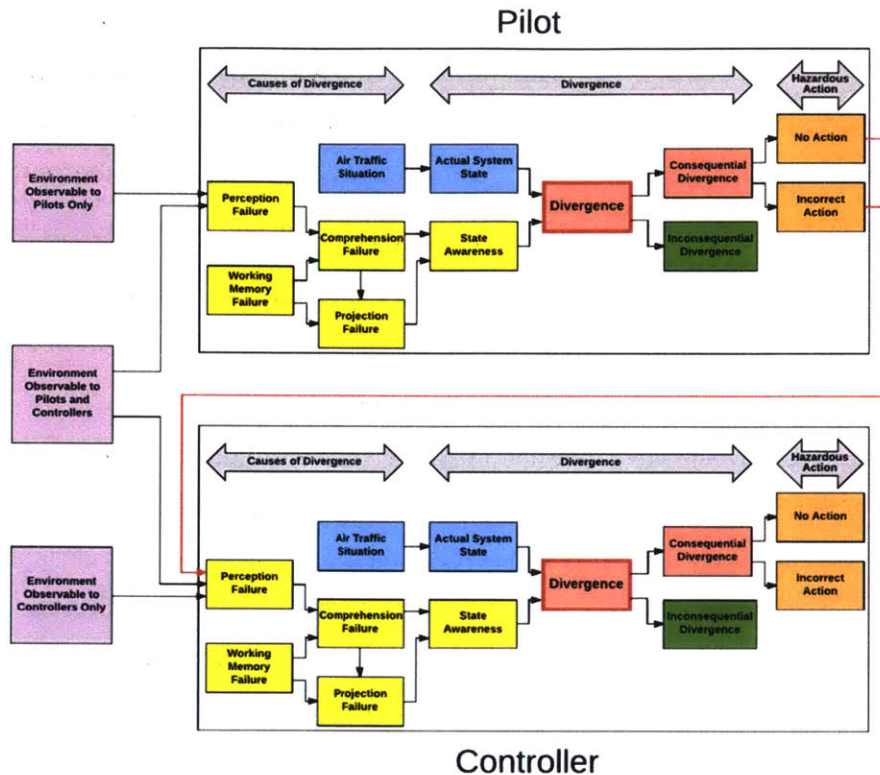 Pilot
Causes of Divergence
Divergence
Hazardous
Action
Environment
Observable to
Pilots Only
Air Traffic
Situation
Actual System
State
Consequential
Divergence
No Action
Perception
Failure
Divergence
Incorrect
Action
Comprehension
Failure
State
Awareness
Inconsequential
Divergence
Working
Memory
Failure
Projection
Failure
Environment
Observable to
Pilots and
Controllers
Causes of Divergence
Divergence
Hazardous
Action
Environment
Observable to
Controllers Only
Air Traffic
Situation
Actual System
State
Consequential
Divergence
No Action
Perception
Failure
Divergence
Incorrect
Action
Comprehension
Failure
State
Awareness
Inconsequential
Divergence
Working
Memory
Failure
Projection
Failure
Controller